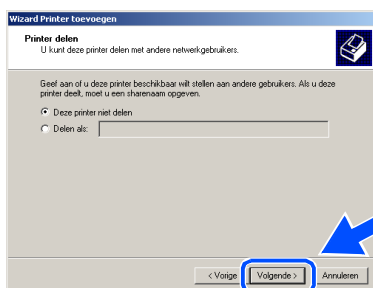 Wizard Printer toevoegen
Printer delen
U kunt deze printer delen met andere netwerkgebruikers.
Geef aan of u deze printer beschikbaar wilt stellen aan andere gebruikers. Als u deze
printer deelt, moet u een sharenaam opgeven.
Deze printer niet delen
Delen als:
< Vorige
Volgende >
Annuleren